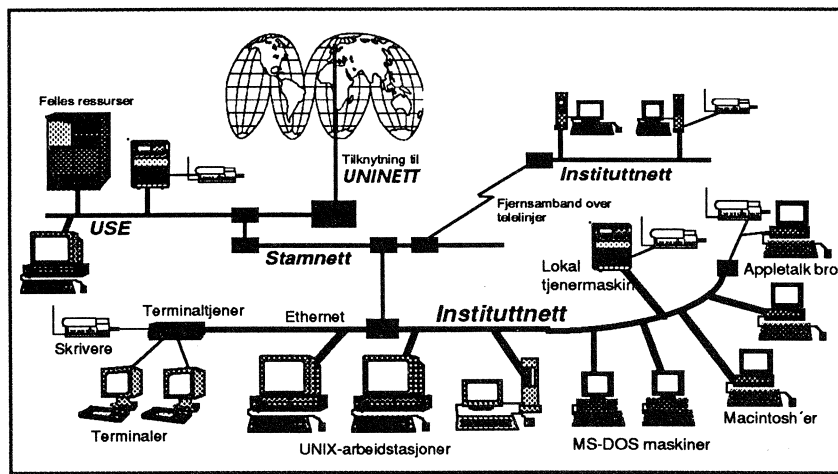 Felles ressurser
Tilknytning til
UNINETT
Instituttnett
Fjernsamband over
telelinjer
USE
Stamnett
Lokal
tjenermaskin
Appletalk bro
Terminaltjener
Ethernet
Instituttnett
Skrivere
Terminaler
UNIX-arbeidstasjoner
MS-DOS maskiner
Macintosh´er